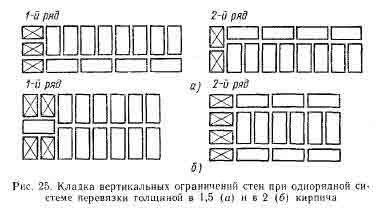 1-й ряд
2-й ряд
а)
1-й ряд
2-й ряд
б)
Рис. 25. Кладка вертикальных ограничений стен при однорядной си-
стеме перевязки толщиной в 1,5 (а) и в 2 (б) кирпича